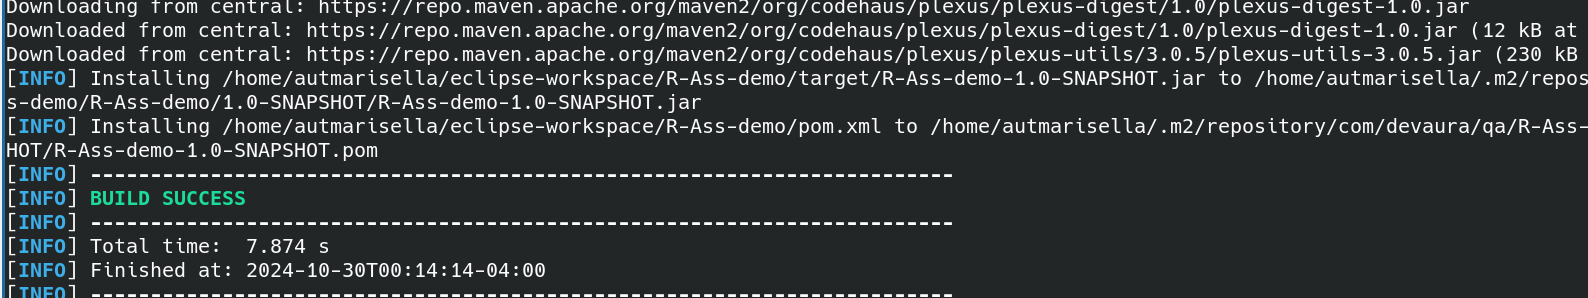 Downloading from central: https://repo.maven.apache.org/maven2/org/codehaus/plexus/plexus-digest/1.0/plexus-digest-1.0.jar
Downloaded from central: https://repo.maven.apache.org/maven2/org/codehaus/plexus/plexus-digest/1.0/plexus-digest-1.0.jar (12 kB at
Downloaded from central: https://repo.maven.apache.org/maven2/org/codehaus/plexus/plexus-utils/3.0.5/plexus-utils-3.0.5.jar (230 kB
[INFO] Installing /home/autmarisella/eclipse-workspace/R-Ass-demo/target/R-Ass-demo-1.0-SNAPSHOT.jar to /home/autmarisella/.m2/repos
s-demo/R-Ass-demo/1.0-SNAPSHOT/R-Ass-demo-1.0-SNAPSHOT.jar
[INFO] Installing /home/autmarisella/eclipse-workspace/R-Ass-demo/pom.xml to /home/autmarisella/.m2/repository/com/devaura/qa/R-Ass-
HOT/R-Ass-demo-1.0-SNAPSHOT.pom
[INFO] ------------------------------------------------------------------------
[INFO] BUILD SUCCESS
[INFO] ------------------------------------------------------------------------
[INFO] Total time:  7.874 s
[INFO] Finished at: 2024-10-30T00:14:14-04:00
[INFO] ------------------------------------------------------------------------